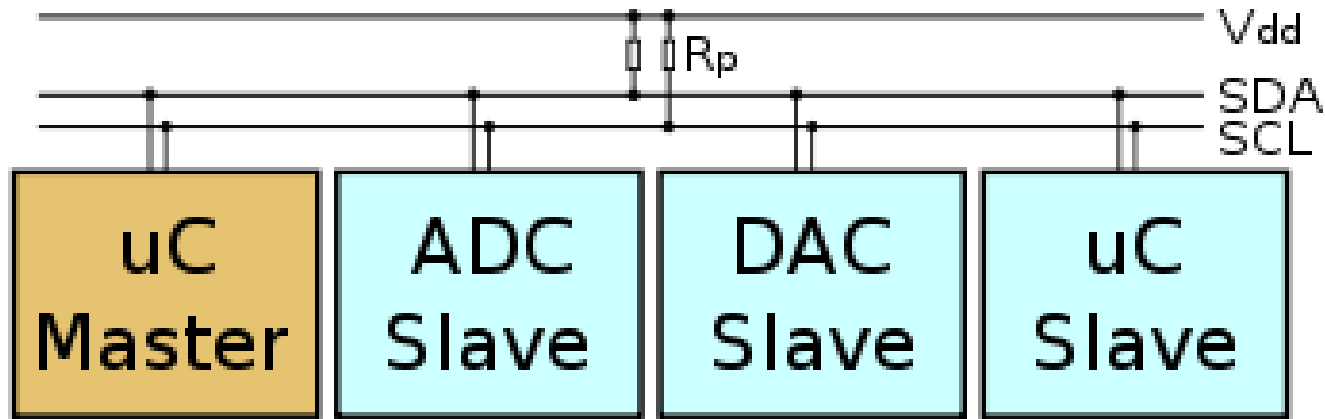 Vdd
Rp
SDA
SCL
uC
Master
ADC
Slave
DAC
Slave
uC
Slave